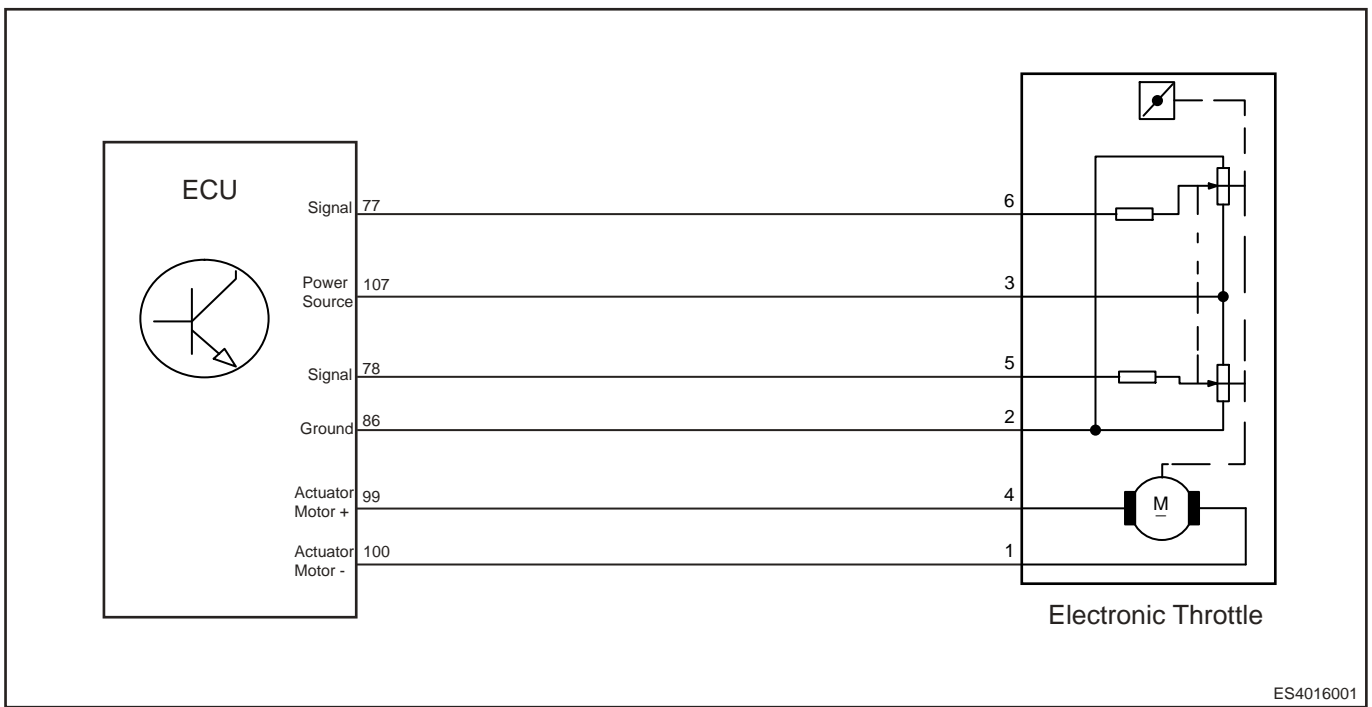 ECU
Signal 77
6
Power
Source
107
3
Signal 78
5
Ground 86
2
Actuator
Motor +
99
4
M
Actuator
Motor -
100
1
Electronic Throttle
ES4016001